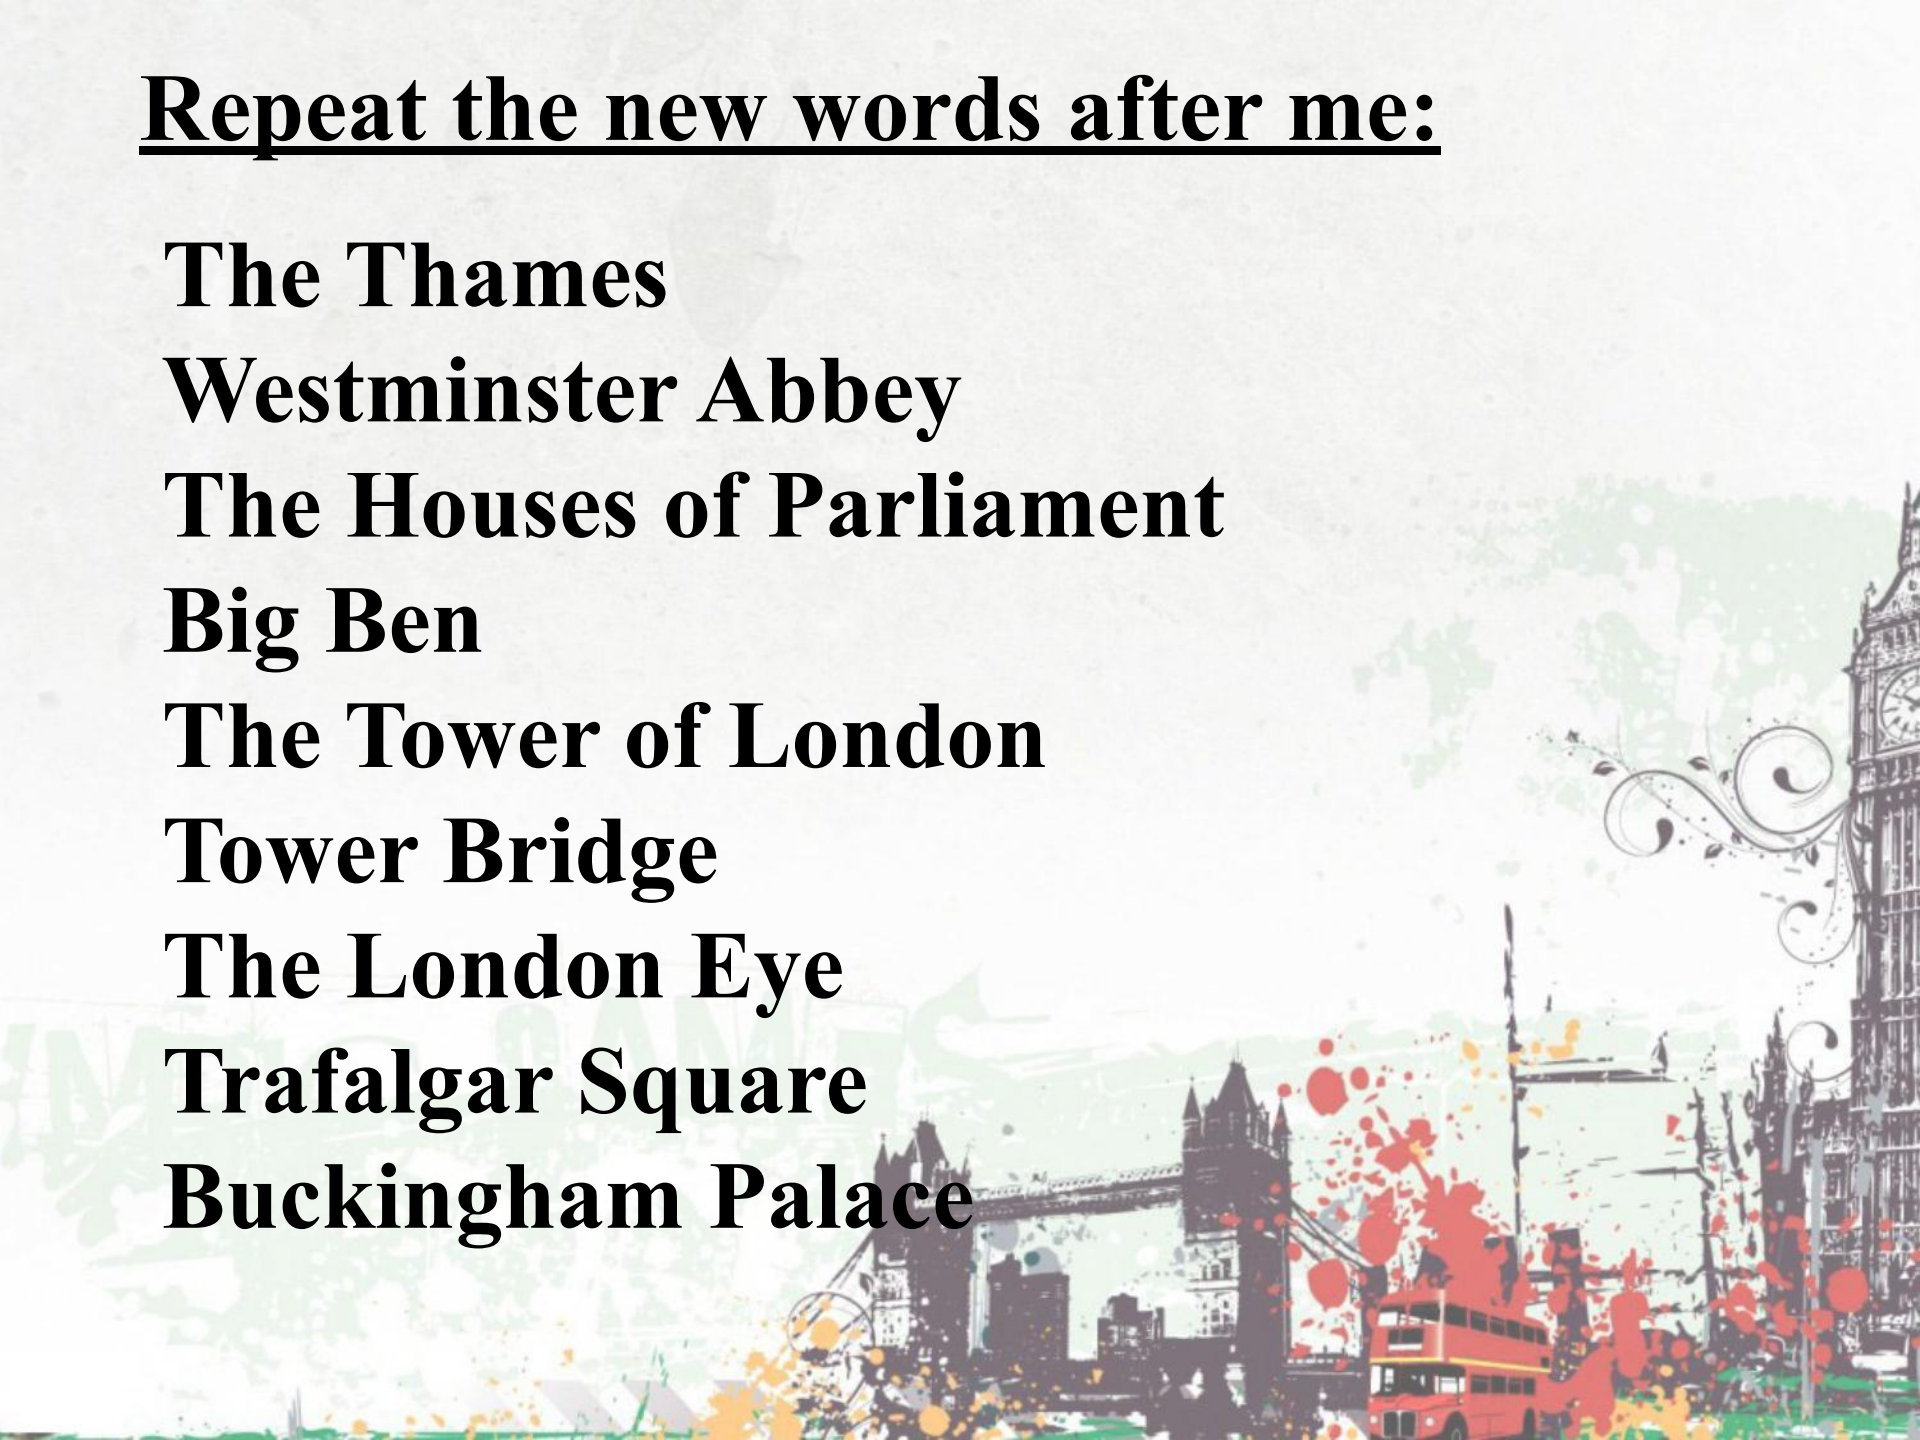 Repeat the new words after me:
The Thames
Westminster Abbey
The Houses of Parliament
Big Ben
The Tower of London
Tower Bridge
The London Eye
Trafalgar Square
Buckingham Palace